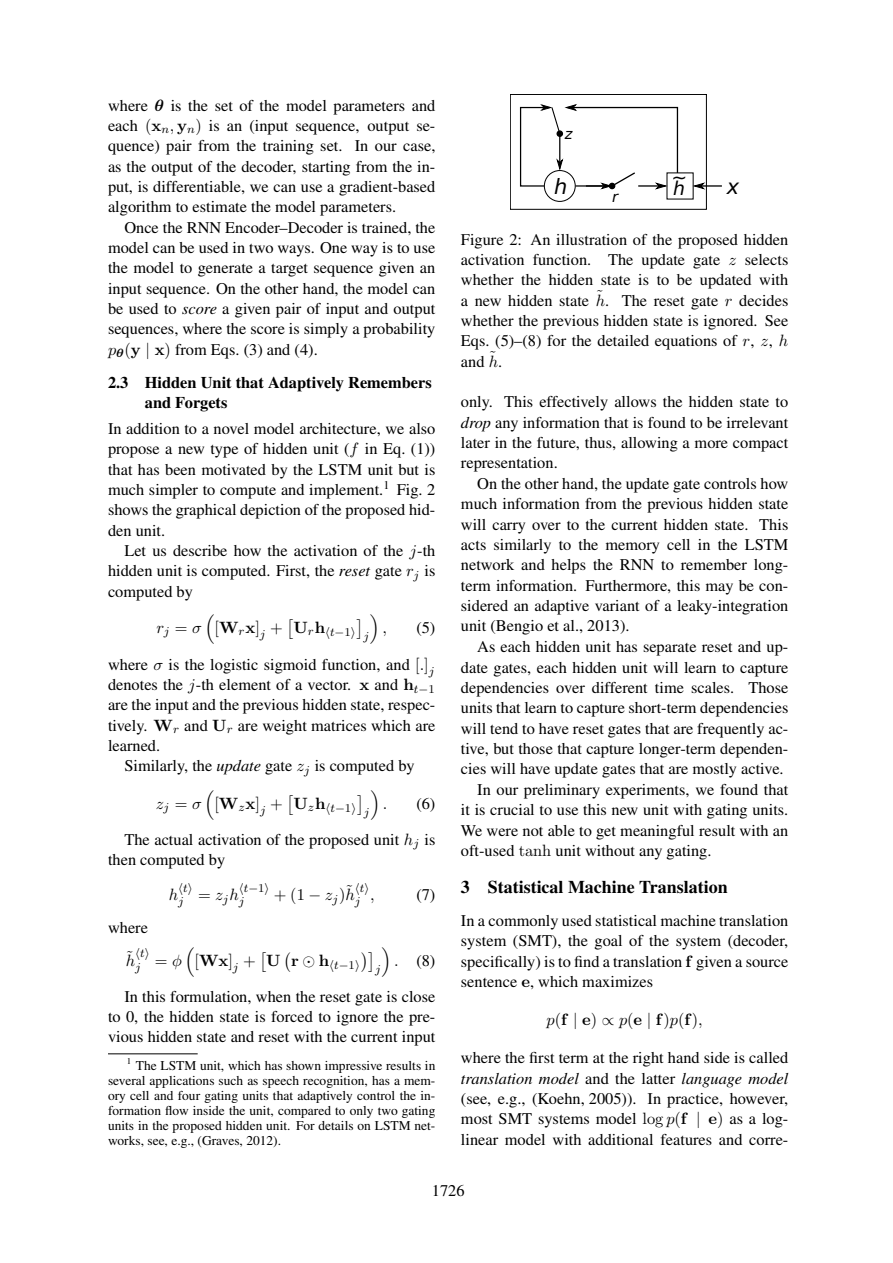 where θ is the set of the model parameters and
each (xₙ, yₙ) is an (input sequence, output se-
quence) pair from the training set. In our case,
as the output of the decoder, starting from the in-
put, is differentiable, we can use a gradient-based
algorithm to estimate the model parameters.
Once the RNN Encoder–Decoder is trained, the
model can be used in two ways. One way is to use
the model to generate a target sequence given an
input sequence. On the other hand, the model can
be used to score a given pair of input and output
sequences, where the score is simply a probability
p_θ(y | x) from Eqs. (3) and (4).
2.3 Hidden Unit that Adaptively Remembers
and Forgets
In addition to a novel model architecture, we also
propose a new type of hidden unit (f in Eq. (1))
that has been motivated by the LSTM unit but is
much simpler to compute and implement.¹ Fig. 2
shows the graphical depiction of the proposed hid-
den unit.
Let us describe how the activation of the j-th
hidden unit is computed. First, the reset gate r_j is
computed by
r_j = σ([W_r x]_j + [U_r h_⟨t−1⟩]_j), (5)
where σ is the logistic sigmoid function, and [.]_j
denotes the j-th element of a vector. x and h_{t−1}
are the input and the previous hidden state, respec-
tively. W_r and U_r are weight matrices which are
learned.
Similarly, the update gate z_j is computed by
z_j = σ([W_z x]_j + [U_z h_⟨t−1⟩]_j). (6)
The actual activation of the proposed unit h_j is
then computed by
h_j^⟨t⟩ = z_j h_j^⟨t−1⟩ + (1 − z_j)h̃_j^⟨t⟩, (7)
where
h̃_j^⟨t⟩ = φ([Wx]_j + [U(r ⊙ h_⟨t−1⟩)]_j). (8)
In this formulation, when the reset gate is close
to 0, the hidden state is forced to ignore the pre-
vious hidden state and reset with the current input
¹ The LSTM unit, which has shown impressive results in
several applications such as speech recognition, has a mem-
ory cell and four gating units that adaptively control the in-
formation flow inside the unit, compared to only two gating
units in the proposed hidden unit. For details on LSTM net-
works, see, e.g., (Graves, 2012).
z
h r h̃ x
Figure 2: An illustration of the proposed hidden
activation function. The update gate z selects
whether the hidden state is to be updated with
a new hidden state h̃. The reset gate r decides
whether the previous hidden state is ignored. See
Eqs. (5)–(8) for the detailed equations of r, z, h
and h̃.
only. This effectively allows the hidden state to
drop any information that is found to be irrelevant
later in the future, thus, allowing a more compact
representation.
On the other hand, the update gate controls how
much information from the previous hidden state
will carry over to the current hidden state. This
acts similarly to the memory cell in the LSTM
network and helps the RNN to remember long-
term information. Furthermore, this may be con-
sidered an adaptive variant of a leaky-integration
unit (Bengio et al., 2013).
As each hidden unit has separate reset and up-
date gates, each hidden unit will learn to capture
dependencies over different time scales. Those
units that learn to capture short-term dependencies
will tend to have reset gates that are frequently ac-
tive, but those that capture longer-term dependen-
cies will have update gates that are mostly active.
In our preliminary experiments, we found that
it is crucial to use this new unit with gating units.
We were not able to get meaningful result with an
oft-used tanh unit without any gating.
3 Statistical Machine Translation
In a commonly used statistical machine translation
system (SMT), the goal of the system (decoder,
specifically) is to find a translation f given a source
sentence e, which maximizes
p(f | e) ∝ p(e | f)p(f),
where the first term at the right hand side is called
translation model and the latter language model
(see, e.g., (Koehn, 2005)). In practice, however,
most SMT systems model log p(f | e) as a log-
linear model with additional features and corre-
1726